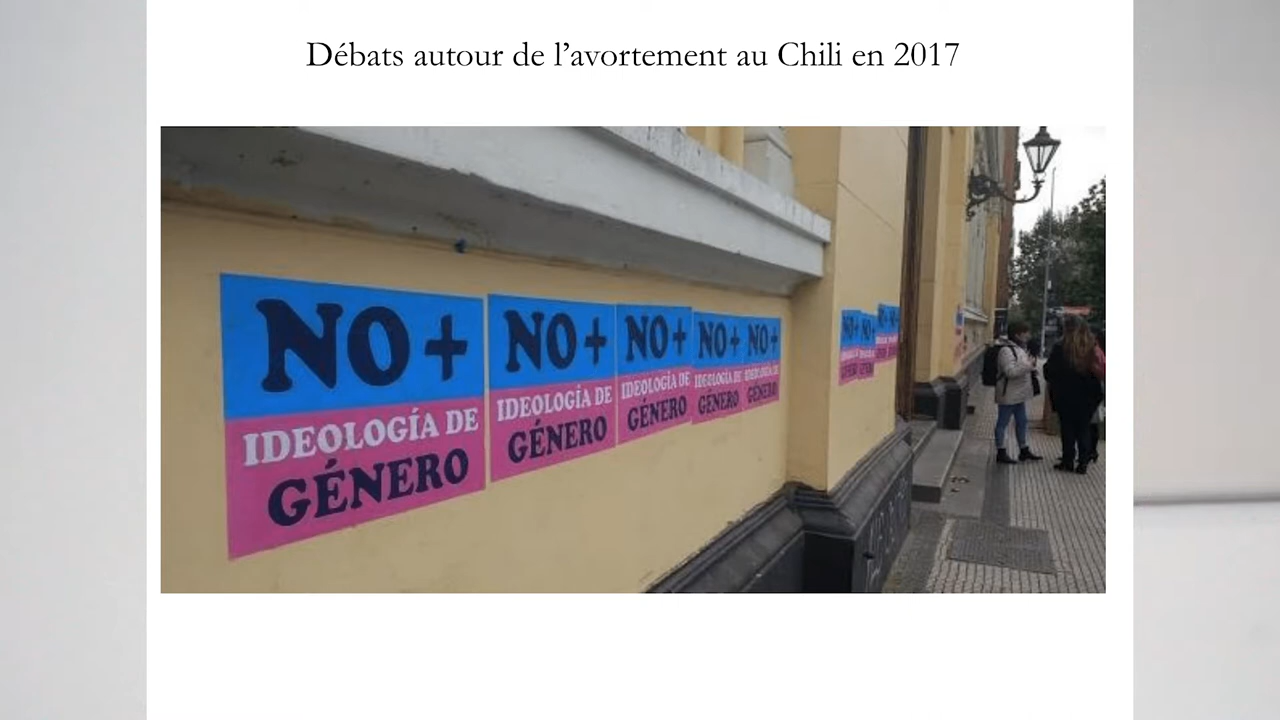 Débats autour de l’avortement au Chili en 2017
NO+
IDEOLOGÍA DE
GÉNERO
NO+
IDEOLOGÍA DE
GÉNERO
NO+
IDEOLOGÍA DE
GÉNERO
NO+
IDEOLOGÍA DE
GÉNERO
NO+
IDEOLOGÍA DE
GÉNERO